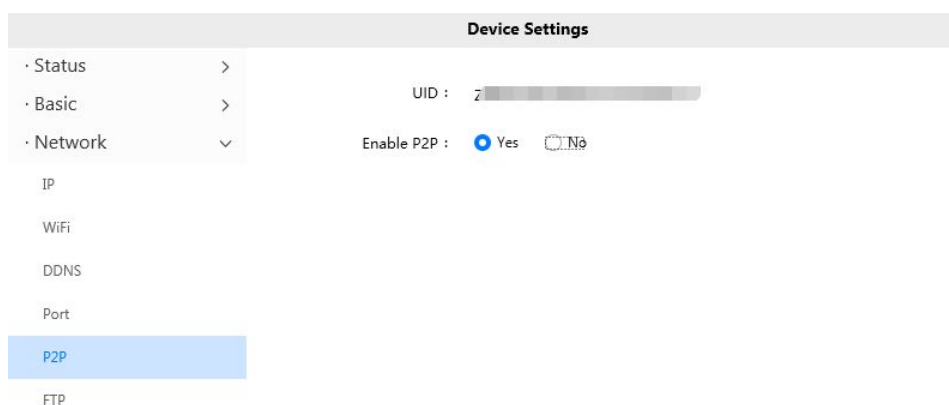 Device Settings
· Status
· Basic
· Network
IP
WiFi
DDNS
Port
P2P
FTP
UID :
Enable P2P : Yes No